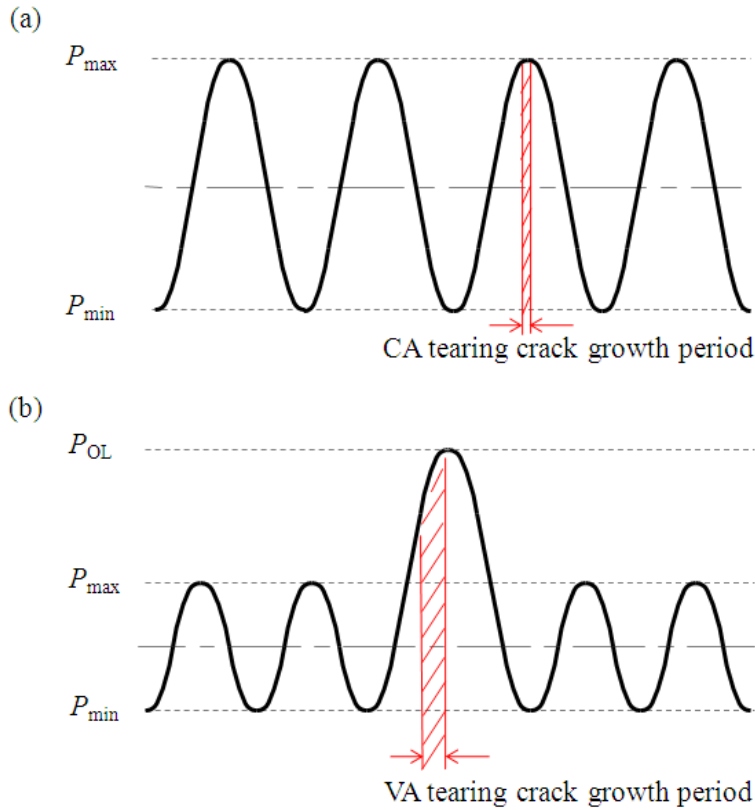 (a)
Pmax
Pmin
CA tearing crack growth period
(b)
POL
Pmax
Pmin
VA tearing crack growth period